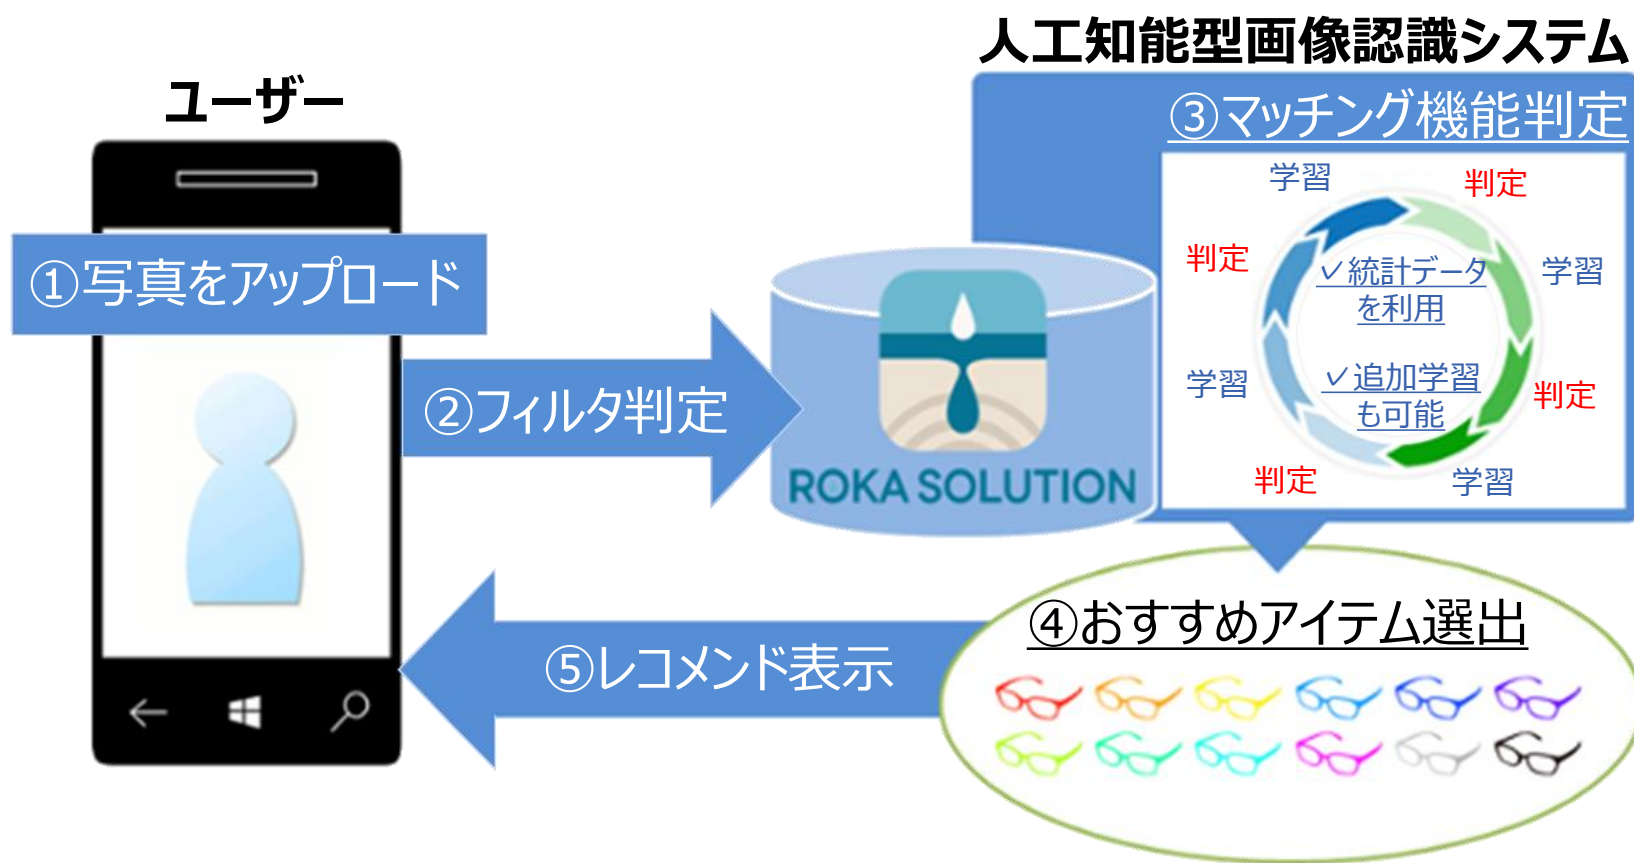 人工知能型画像認識システム
ユーザー
③マッチング機能判定
①写真をアップロード
学習
判定
判定
学習
✓統計データ
を利用
学習
✓追加学習
も可能
判定
判定
学習
②フィルタ判定
ROKA SOLUTION
④おすすめアイテム選出
⑤レコメンド表示